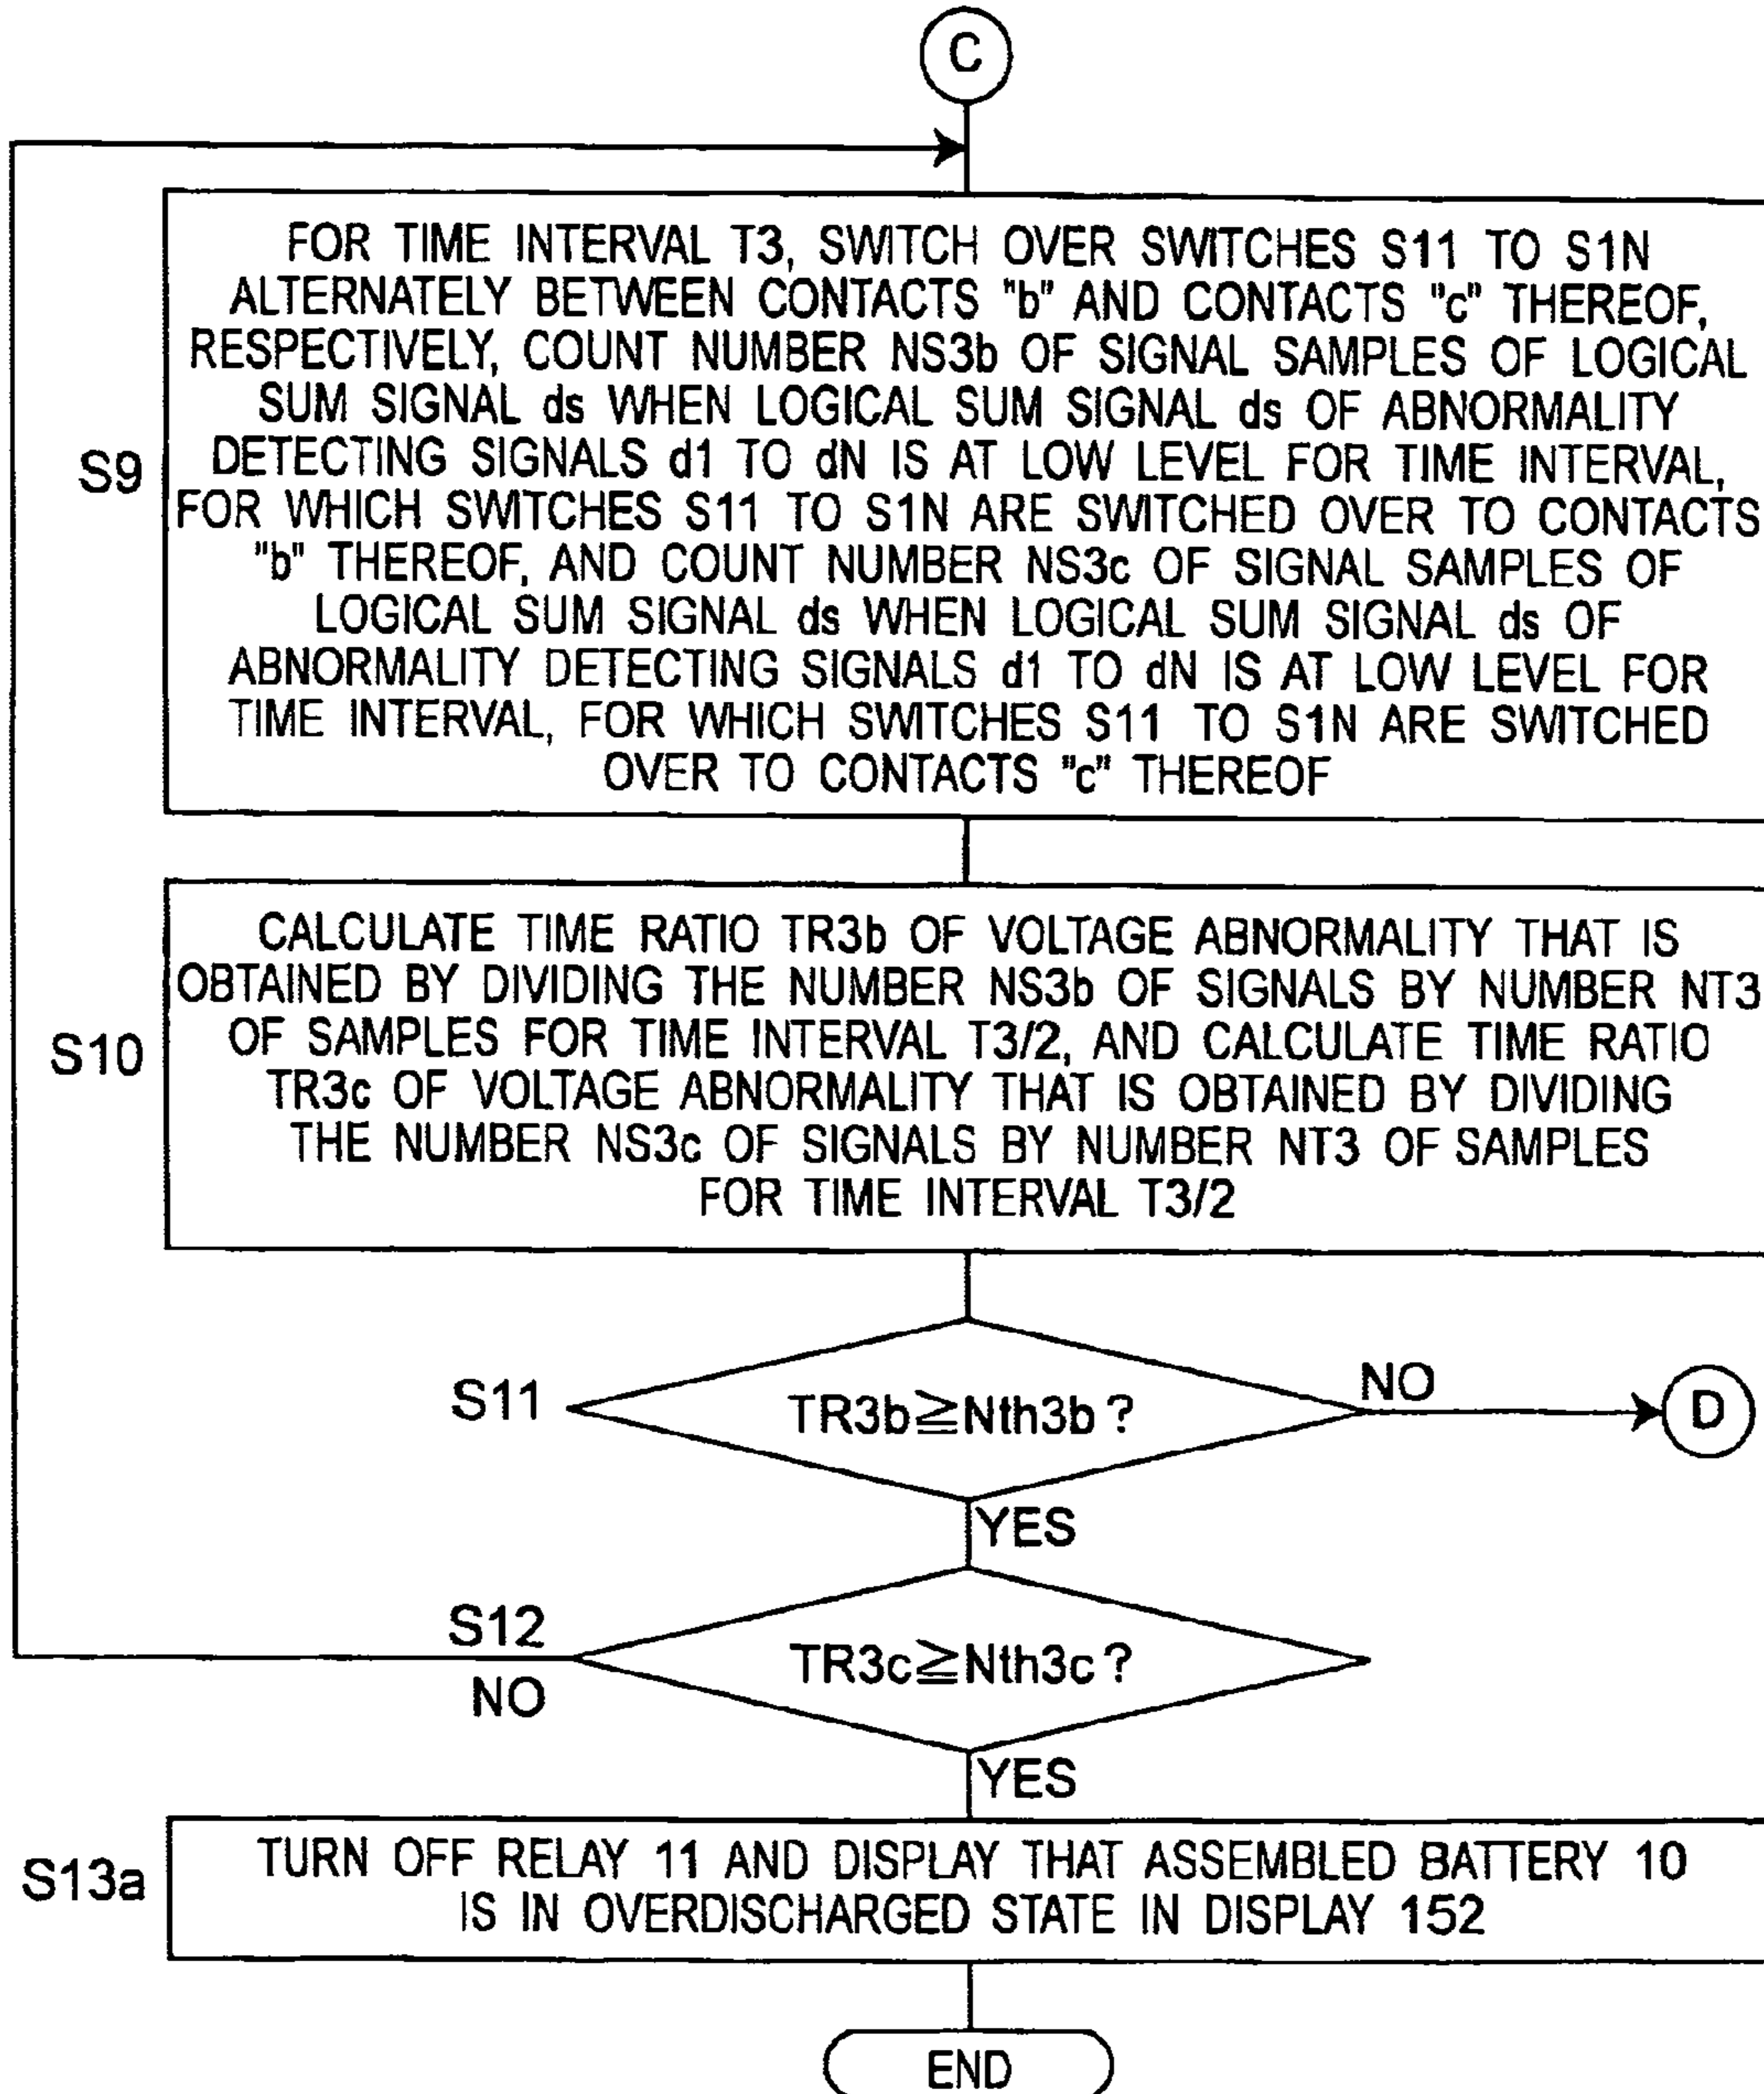 C
FOR TIME INTERVAL T3, SWITCH OVER SWITCHES S11 TO S1N
ALTERNATELY BETWEEN CONTACTS "b" AND CONTACTS "c" THEREOF,
RESPECTIVELY, COUNT NUMBER NS3b OF SIGNAL SAMPLES OF LOGICAL
SUM SIGNAL ds WHEN LOGICAL SUM SIGNAL ds OF ABNORMALITY
S9
DETECTING SIGNALS d1 TO dN IS AT LOW LEVEL FOR TIME INTERVAL,
FOR WHICH SWITCHES S11 TO S1N ARE SWITCHED OVER TO CONTACTS
"b" THEREOF, AND COUNT NUMBER NS3c OF SIGNAL SAMPLES OF
LOGICAL SUM SIGNAL ds WHEN LOGICAL SUM SIGNAL ds OF
ABNORMALITY DETECTING SIGNALS d1 TO dN IS AT LOW LEVEL FOR
TIME INTERVAL, FOR WHICH SWITCHES S11 TO S1N ARE SWITCHED
OVER TO CONTACTS "c" THEREOF
CALCULATE TIME RATIO TR3b OF VOLTAGE ABNORMALITY THAT IS
OBTAINED BY DIVIDING THE NUMBER NS3b OF SIGNALS BY NUMBER NT3
S10
OF SAMPLES FOR TIME INTERVAL T3/2, AND CALCULATE TIME RATIO
TR3c OF VOLTAGE ABNORMALITY THAT IS OBTAINED BY DIVIDING
THE NUMBER NS3c OF SIGNALS BY NUMBER NT3 OF SAMPLES
FOR TIME INTERVAL T3/2
S11
TR3b≧Nth3b?
NO
D
YES
S12
TR3c≧Nth3c?
NO
YES
S13a
TURN OFF RELAY 11 AND DISPLAY THAT ASSEMBLED BATTERY 10
IS IN OVERDISCHARGED STATE IN DISPLAY 152
END